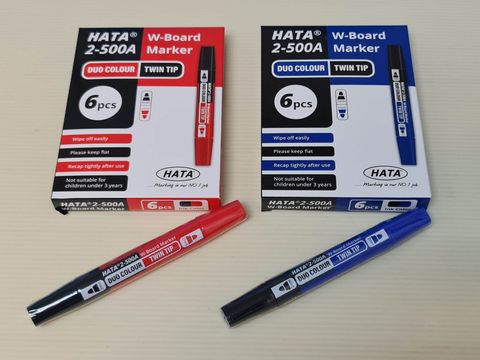 HATA®
2-500A
W-Board
Marker
DUO COLOUR TWIN TIP
6pcs
Wipe off easily
Please keep flat
Recap tightly after use
Not suitable for
children under 3 years
HATA
....Marking is our NO 1 job
HATA®2-500A
W-Board Marker
6pcs
HATA®
2-500A
W-Board
Marker
DUO COLOUR TWIN TIP
6pcs
Wipe off easily
Please keep flat
Recap tightly after use
Not suitable for
children under 3 years
HATA
....Marking is our NO 1 job
HATA®2-500A
W-Board Marker
6pcs
HATA®2-500A W-Board Marker
DUO COLOUR TWIN TIP
HATA®2-500A W-Board Marker
DUO COLOUR TWIN TIP